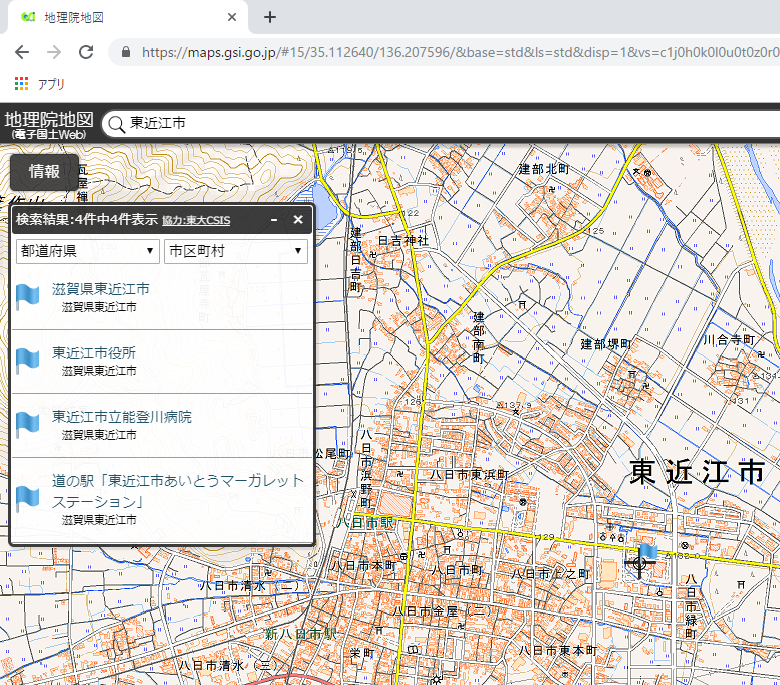 地理院地図
https://maps.gsi.go.jp/#15/35.112640/136.207596/&base=std&ls=std&disp=1&vs=c1j0h0k0l0u0t0z0r0
アプリ
地理院地図
(電子国土Web)
東近江市
情報
検索結果:4件中4件表示 協力:東大CSIS
都道府県
市区町村
滋賀県東近江市
滋賀県東近江市
東近江市役所
滋賀県東近江市
東近江市立能登川病院
滋賀県東近江市
道の駅「東近江市あいとうマーガレット
ステーション」
滋賀県東近江市
建部北町
122
日吉神社
建部日吉町
125
建部南町
建部堺町
川合寺町
131
126
137.9
松尾町
八日市浜野町
八日市東浜町
東近江市
八日市駅
129
132
八日市本町
八日市町
八日市上之町
八日市清水(二)
八日市金屋(二)
八日市緑町
新八日市駅
八日市清水(三)
栄町
八日市東本町